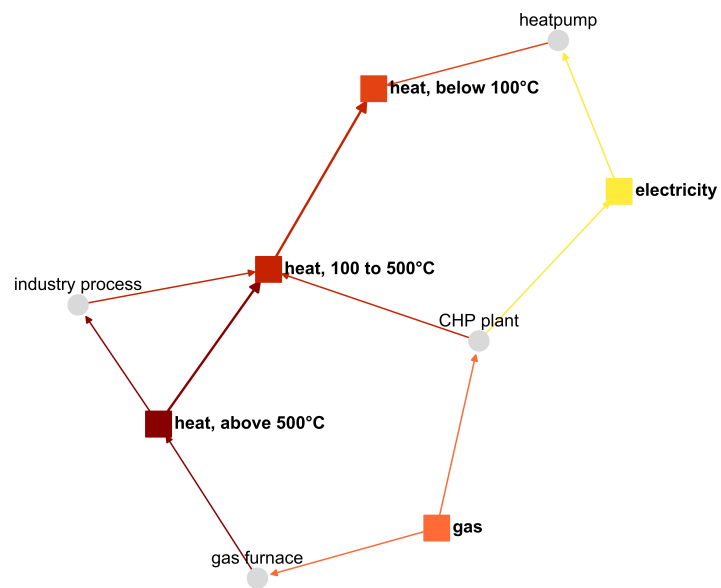 heatpump
heat, below 100°C
electricity
heat, 100 to 500°C
industry process
CHP plant
heat, above 500°C
gas
gas furnace